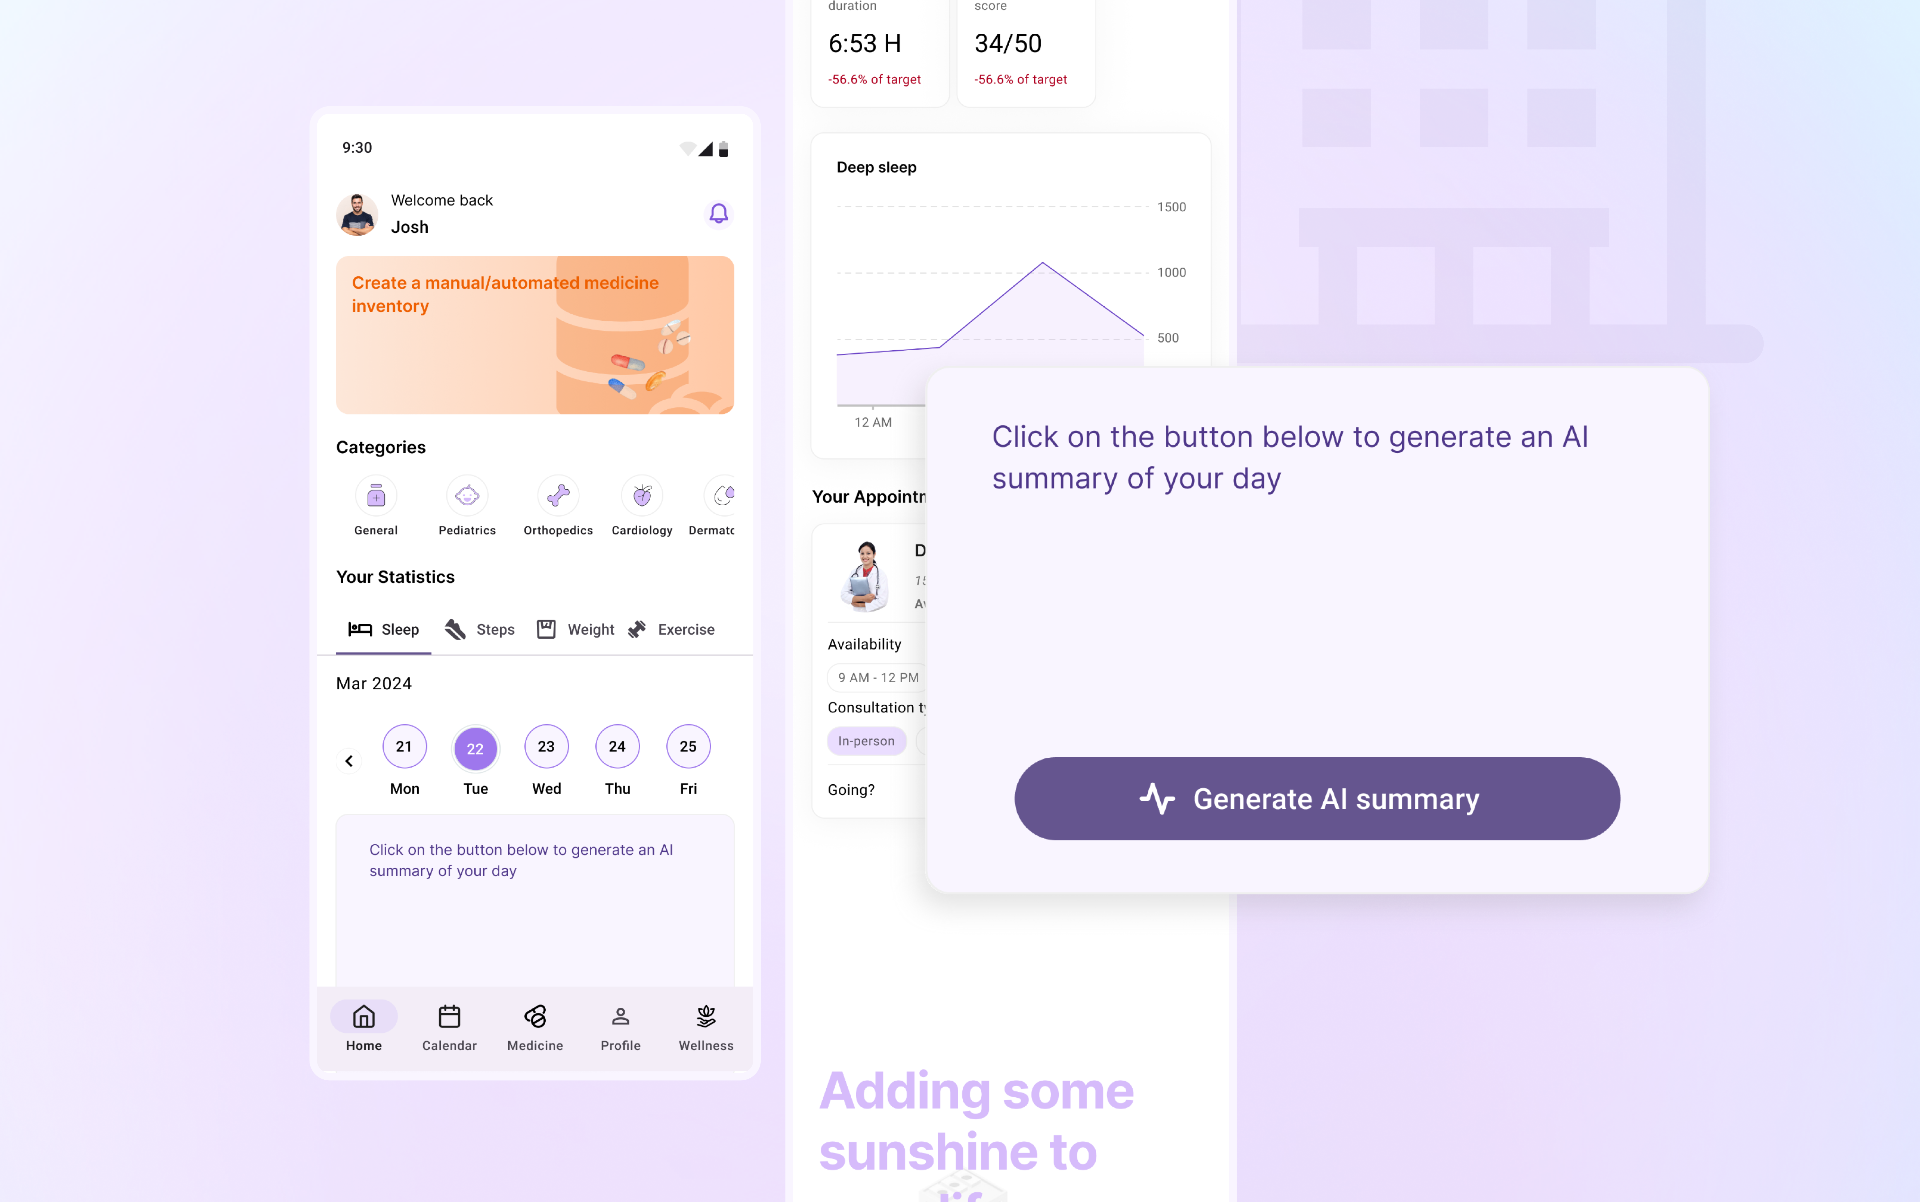 9:30
Welcome back
Josh
Create a manual/automated medicine
inventory
Categories
General
Pediatrics
Orthopedics
Cardiology
Your Statistics
Sleep
Steps
Weight
Exercise
Mar 2024
21
22
23
24
25
Mon
Tue
Wed
Thu
Fri
Click on the button below to generate an AI
summary of your day
Home
Calendar
Medicine
Profile
Wellness
duration
6:53 H
-56.6% of target
score
34/50
-56.6% of target
Deep sleep
1500
1000
500
12 AM
Your
Availability
9 AM - 12 PM
Consultation
In-person
Going?
Adding some
sunshine to
Click on the button below to generate an AI
summary of your day
Generate AI summary